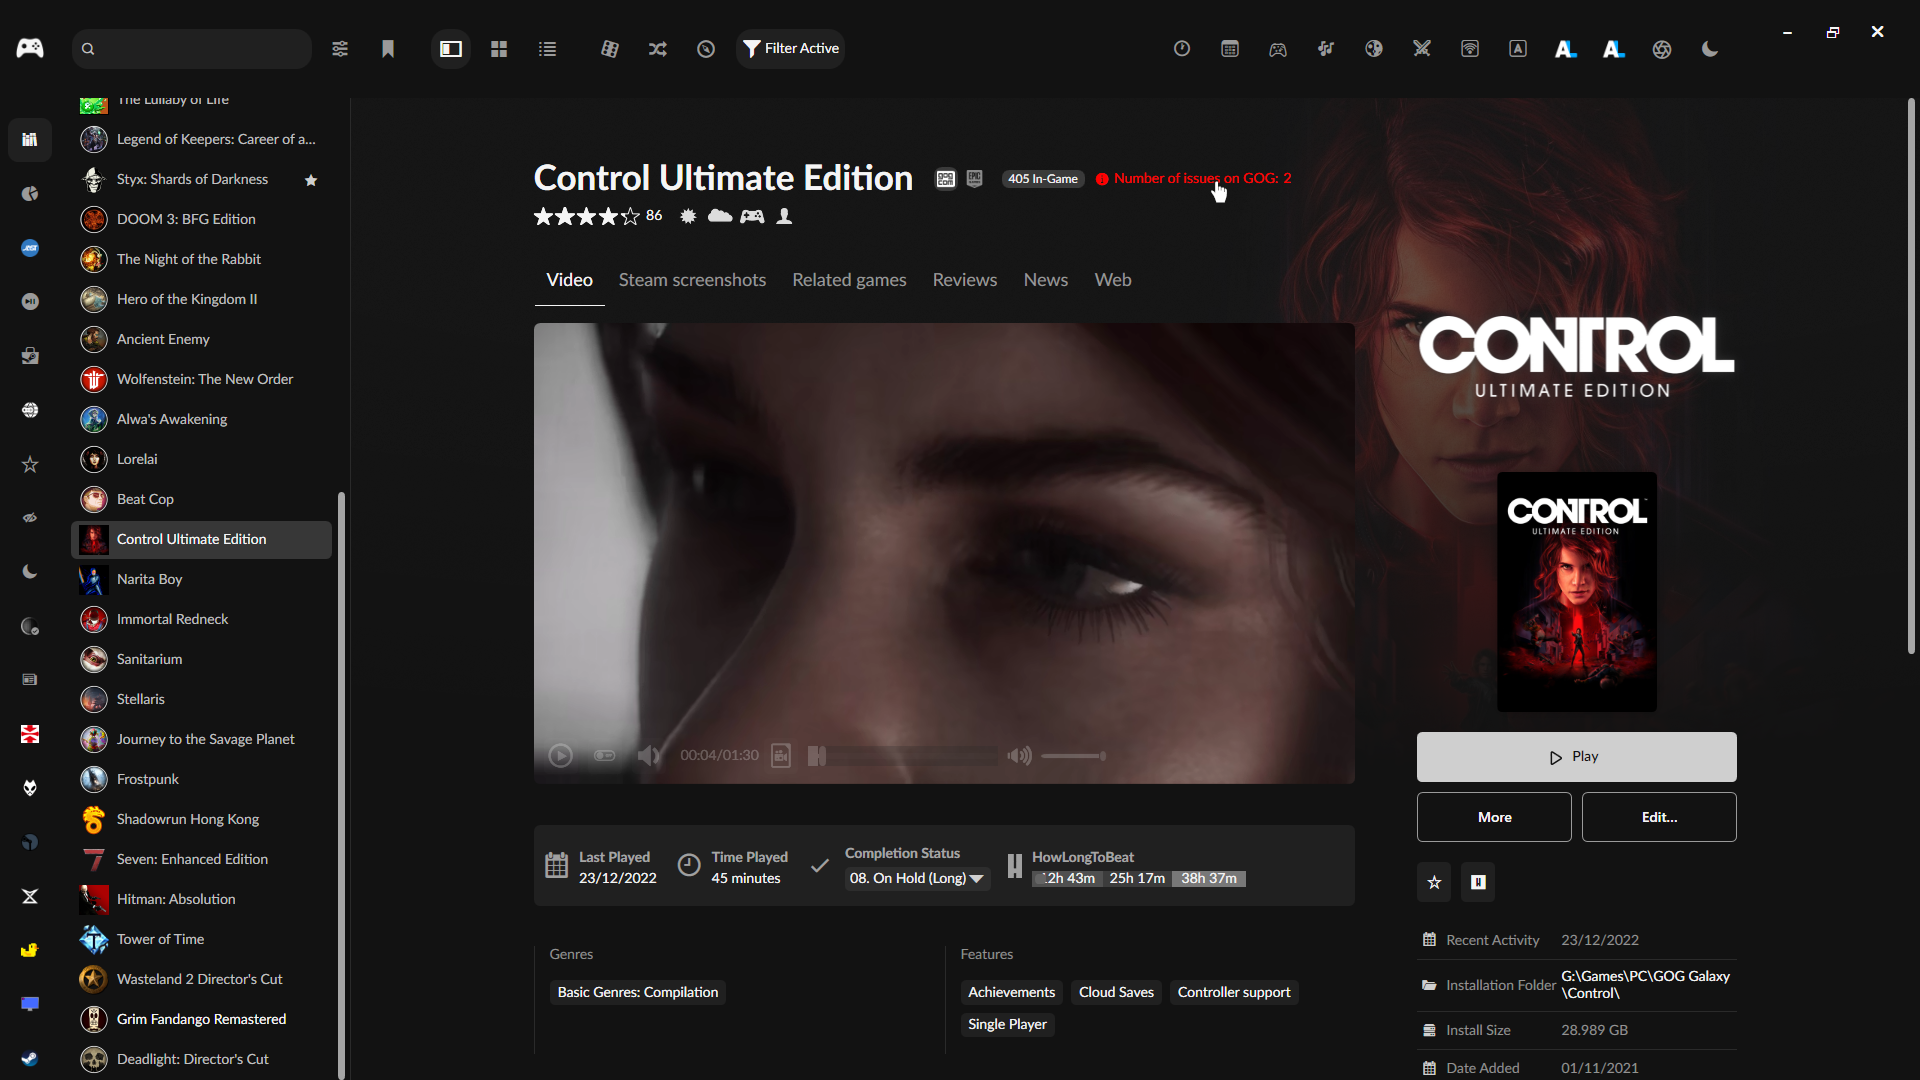 Filter Active
The Lullaby of Life
Legend of Keepers: Career of a...
Styx: Shards of Darkness
DOOM 3: BFG Edition
The Night of the Rabbit
Hero of the Kingdom II
Ancient Enemy
Wolfenstein: The New Order
Alwa's Awakening
Lorelai
Beat Cop
Control Ultimate Edition
Narita Boy
Immortal Redneck
Sanitarium
Stellaris
Journey to the Savage Planet
Frostpunk
Shadowrun Hong Kong
Seven: Enhanced Edition
Hitman: Absolution
Tower of Time
Wasteland 2 Director's Cut
Grim Fandango Remastered
Deadlight: Director's Cut
Control Ultimate Edition
405 In-Game
Number of issues on GOG: 2
86
Video Steam screenshots Related games Reviews News Web
00:04/01:30
Last Played
23/12/2022
Time Played
45 minutes
Completion Status
08. On Hold (Long)
HowLongToBeat
12h 43m 25h 17m 38h 37m
Genres
Basic Genres: Compilation
Features
Achievements Cloud Saves Controller support
Single Player
CONTROL
ULTIMATE EDITION
CONTROL
ULTIMATE EDITION
Play
More Edit...
Recent Activity 23/12/2022
Installation Folder G:\Games\PC\GOG Galaxy
\Control\
Install Size 28.989 GB
Date Added 01/11/2021